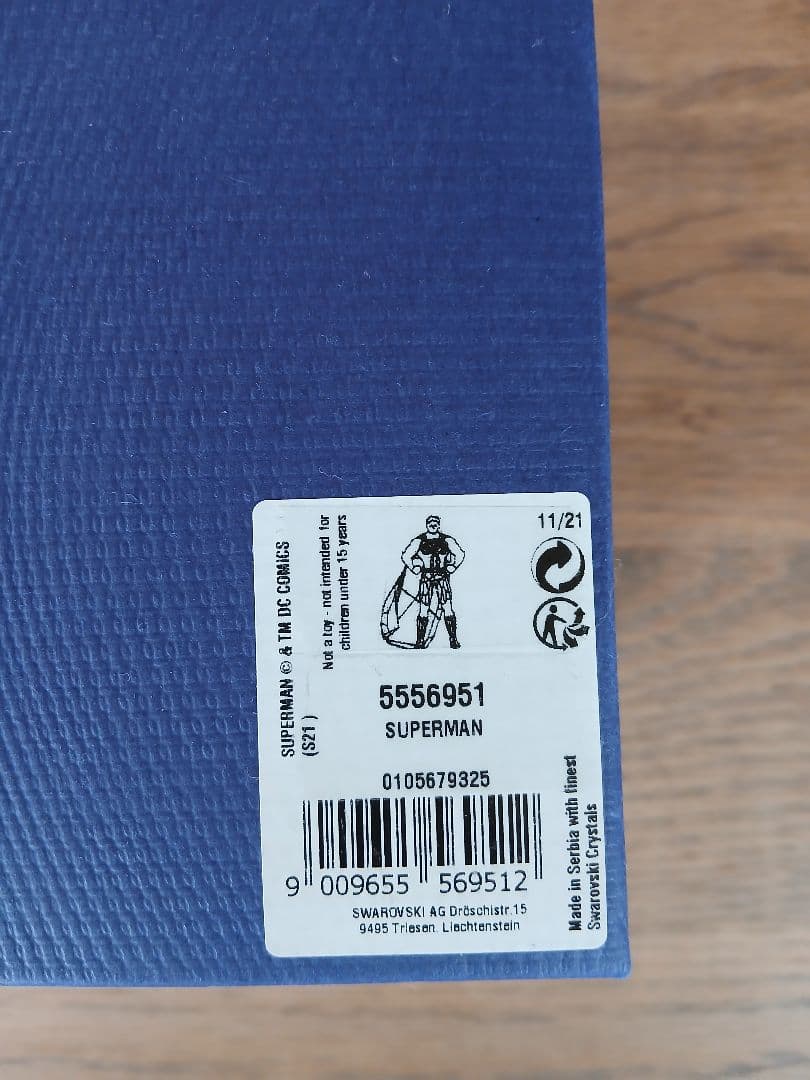 SUPERMAN © & TM DC COMICS
(S21 )
Not a toy - not intended for
children under 15 years
11/21
5556951
SUPERMAN
0105679325
9 009655 569512
SWAROVSKI AG Dröschistr.15
9495 Triesen. Liechtenstein
Made in Serbia with finest
Swarovski Crystals